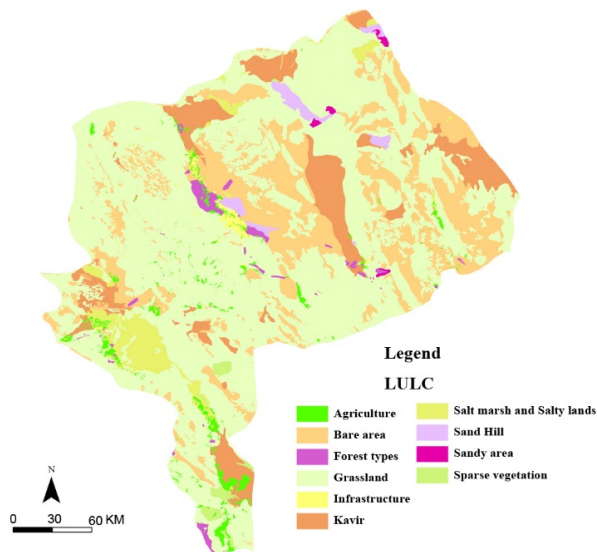 Legend
LULC
Agriculture
Bare area
Forest types
Grassland
Infrastructure
Kavir
Salt marsh and Salty lands
Sand Hill
Sandy area
Sparse vegetation
N
0 30 60 KM